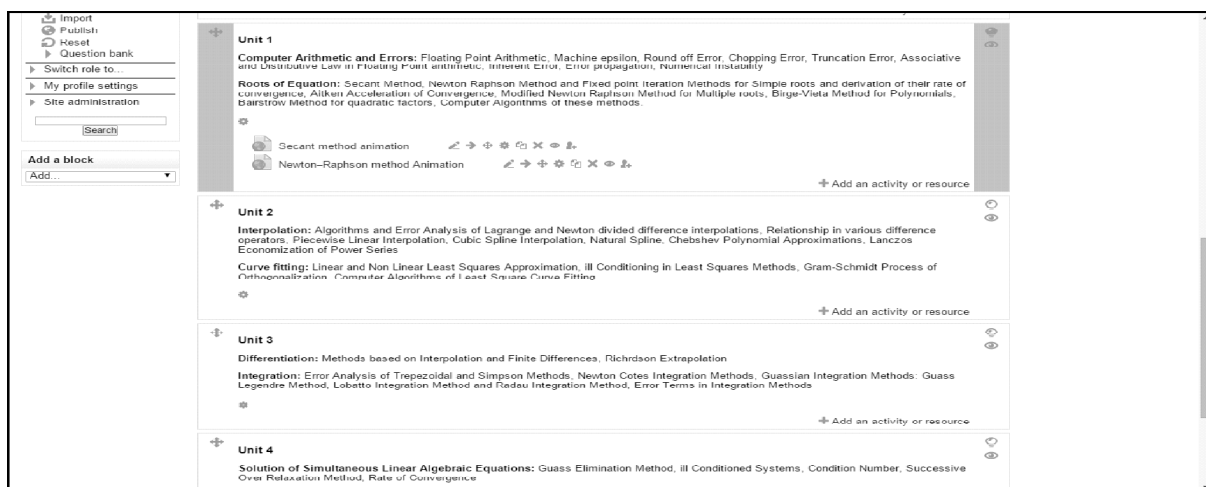 Import
Publish
Reset
Question bank
Switch role to...
My profile settings
Site administration
Search
Add a block
Add...
Unit 1
Computer Arithmetic and Errors: Floating Point Arithmetic, Machine epsilon, Round off Error, Chopping Error, Truncation Error, Associative
and Distributive Law in Floating Point arithmetic, Inherent Error, Error propagation, Numerical Instability
Roots of Equation: Secant Method, Newton Raphson Method and Fixed point Iteration Methods for Simple roots and derivation of their rate of
convergence, Aitken Acceleration of Convergence, Modified Newton Raphson Method for Multiple roots, Birge-Vieta Method for Polynomials,
Bairstrow Method for quadratic factors, Computer Algorithms of these methods.
Secant method animation
Newton–Raphson method Animation
Add an activity or resource
Unit 2
Interpolation: Algorithms and Error Analysis of Lagrange and Newton divided difference interpolations, Relationship in various difference
operators, Piecewise Linear Interpolation, Cubic Spline Interpolation, Natural Spline, Chebshev Polynomial Approximations, Lanczos
Economization of Power Series
Curve fitting: Linear and Non Linear Least Squares Approximation, ill Conditioning in Least Squares Methods, Gram-Schmidt Process of
Orthogonalization, Computer Algorithms of Least Square Curve Fitting
Add an activity or resource
Unit 3
Differentiation: Methods based on Interpolation and Finite Differences, Richrdson Extrapolation
Integration: Error Analysis of Trepezoidal and Simpson Methods, Newton Cotes Integration Methods, Guassian Integration Methods: Guass
Legendre Method, Lobatto Integration Method and Radau Integration Method, Error Terms in Integration Methods
Add an activity or resource
Unit 4
Solution of Simultaneous Linear Algebraic Equations: Guass Elimination Method, ill Conditioned Systems, Condition Number, Successive
Over Relaxation Method, Rate of Convergence